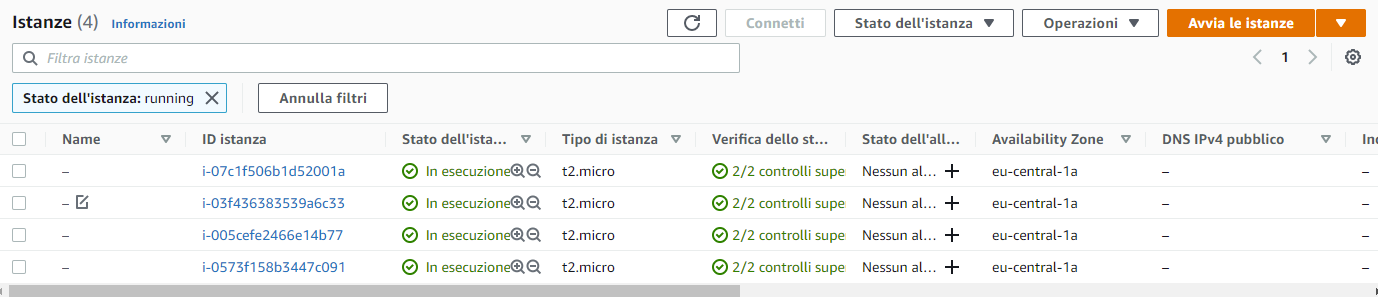 Istanze (4) Informazioni Connetti Stato dell'istanza Operazioni Avvia le istanze
Filtra istanze 1
Stato dell'istanza: running Annulla filtri
Name ID istanza Stato dell'ista... Tipo di istanza Verifica dello st... Stato dell'all... Availability Zone DNS IPv4 pubblico
– i-07c1f506b1d52001a In esecuzione t2.micro 2/2 controlli supe Nessun al... eu-central-1a – –
– i-03f436383539a6c33 In esecuzione t2.micro 2/2 controlli supe Nessun al... eu-central-1a – –
– i-005cefe2466e14b77 In esecuzione t2.micro 2/2 controlli supe Nessun al... eu-central-1a – –
– i-0573f158b3447c091 In esecuzione t2.micro 2/2 controlli supe Nessun al... eu-central-1a – –